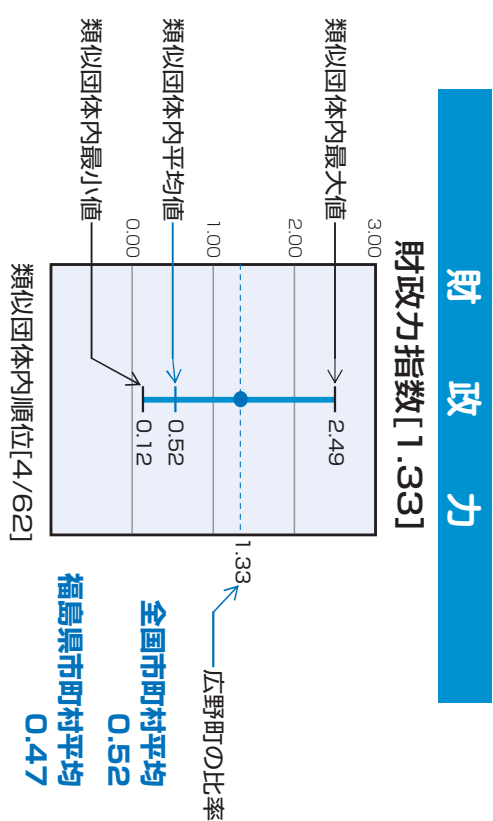 財政力
財政力指数[1.33]
類似団体内最大値
類似団体内平均値
類似団体内最小値
3.00
2.00
1.00
0.00
2.49
0.52
0.12
1.33
広野町の比率
類似団体内順位[4/62]
全国市町村平均
0.52
福島県市町村平均
0.47